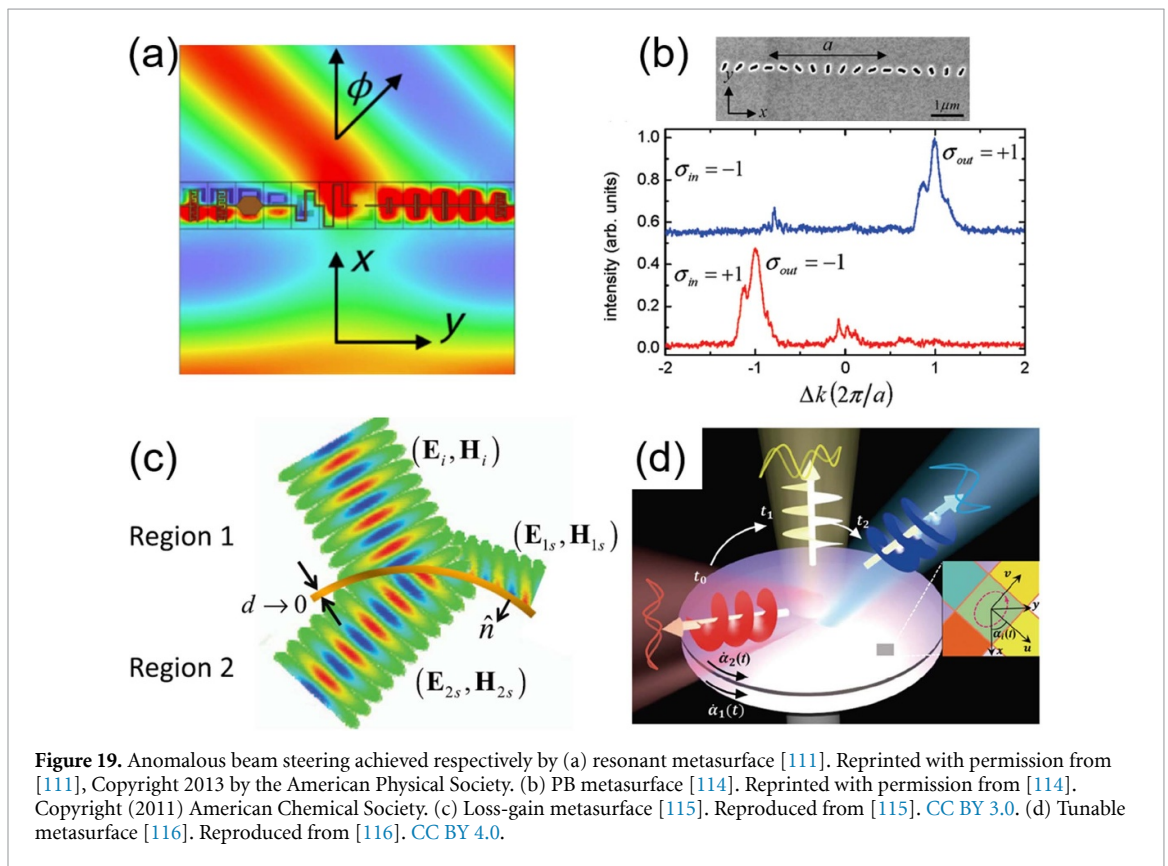 (a)
ϕ
x
y
(b)
a
y
x
1μm
intensity (arb. units)
1.0
0.8
0.6
0.4
0.2
0.0
σin = −1
σout = +1
σin = +1
σout = −1
-2
-1
0
1
2
Δk(2π/a)
(c)
(Ei, Hi)
Region 1
(E1s, H1s)
d → 0
n̂
Region 2
(E2s, H2s)
(d)
t1
t2
t0
v
y
αi(t)
x
u
α̇2(t)
α̇1(t)
Figure 19. Anomalous beam steering achieved respectively by (a) resonant metasurface [111]. Reprinted with permission from
[111], Copyright 2013 by the American Physical Society. (b) PB metasurface [114]. Reprinted with permission from [114].
Copyright (2011) American Chemical Society. (c) Loss-gain metasurface [115]. Reproduced from [115]. CC BY 3.0. (d) Tunable
metasurface [116]. Reproduced from [116]. CC BY 4.0.